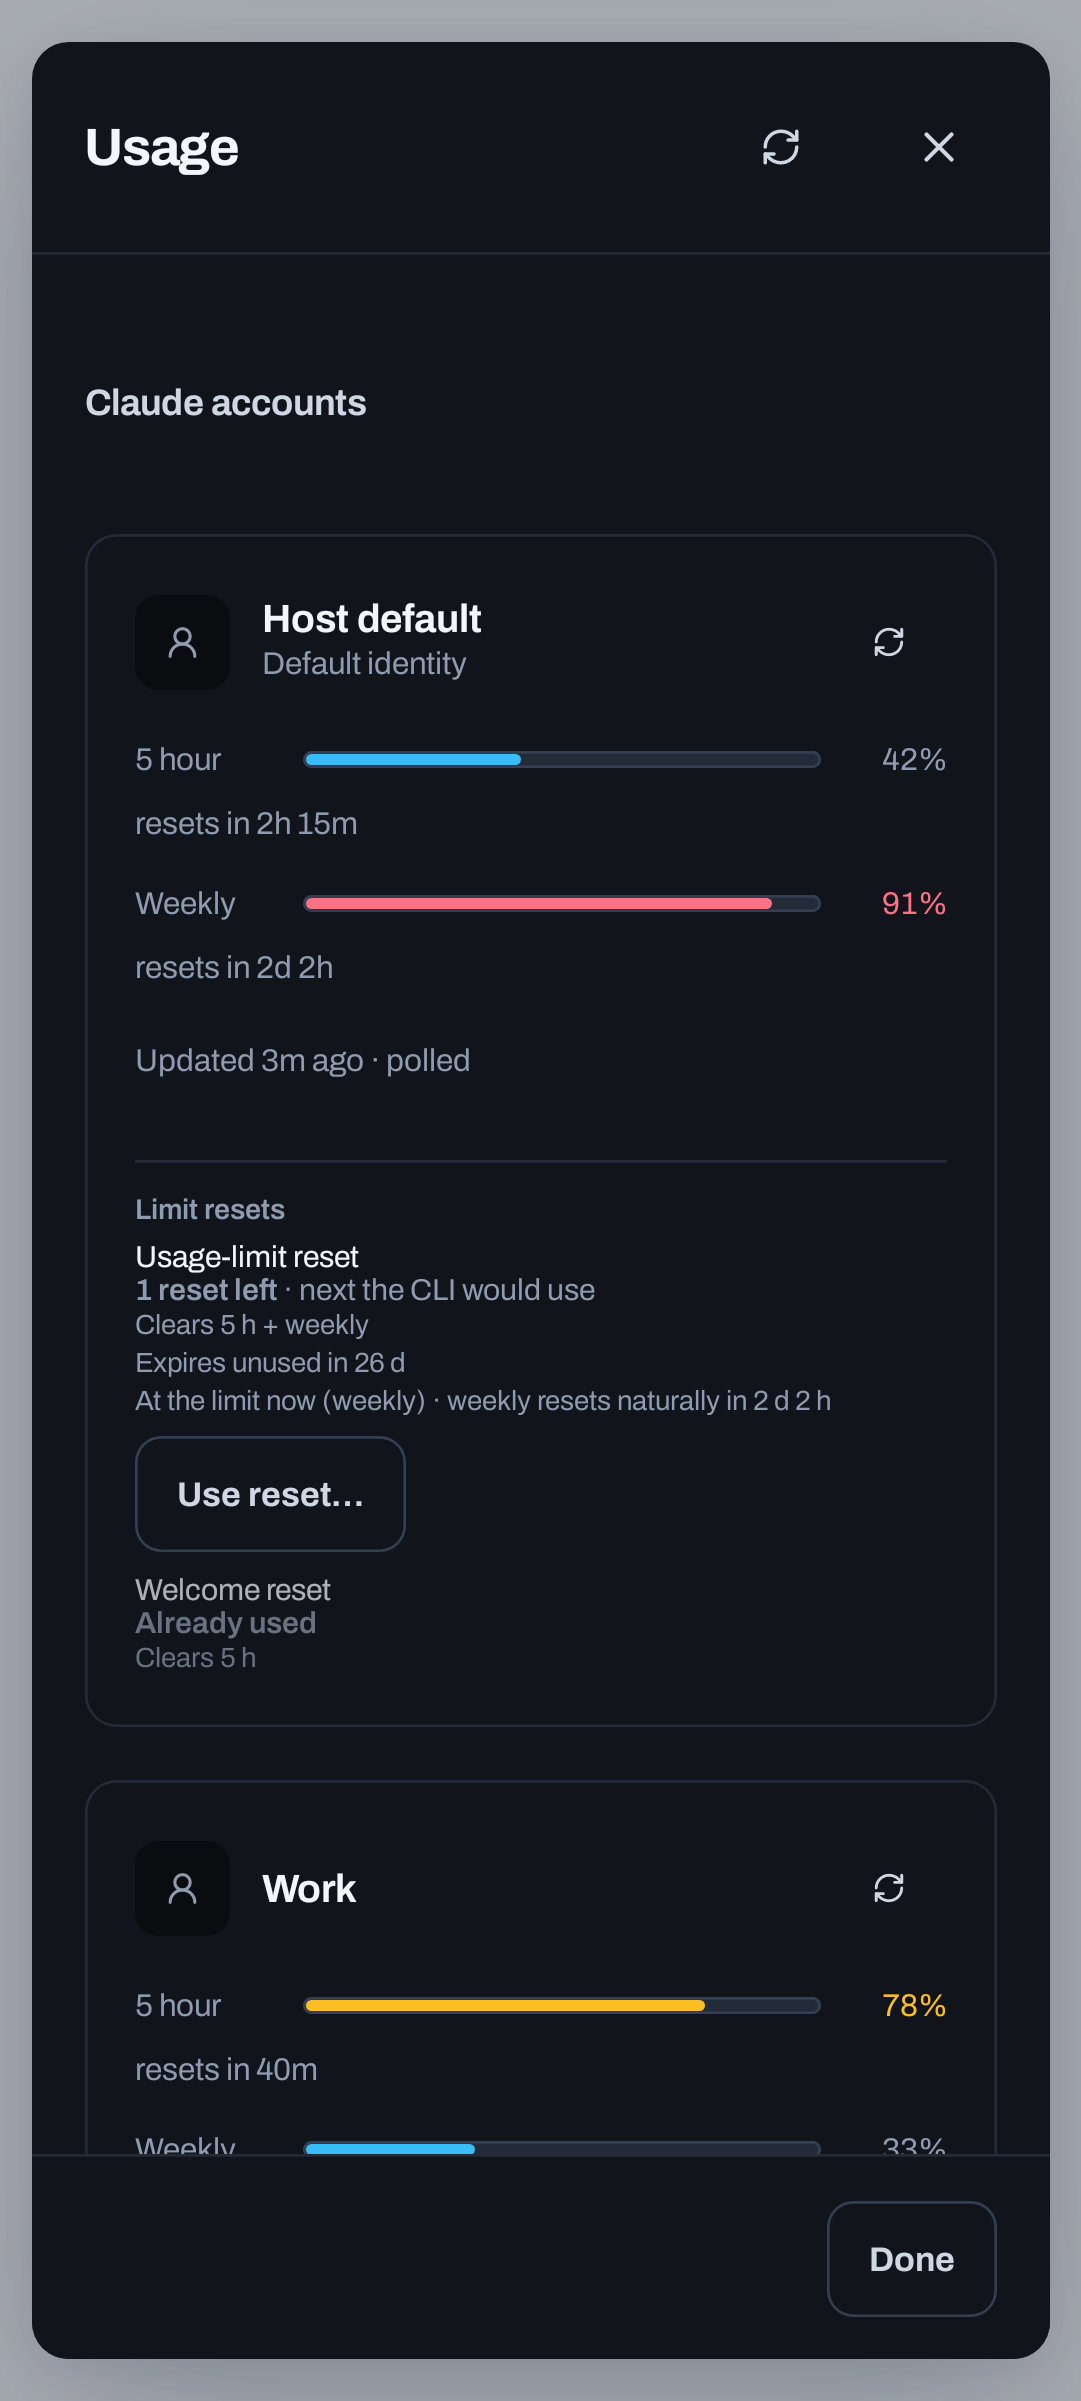 Usage
Claude accounts
Host default
Default identity
5 hour 42%
resets in 2h 15m
Weekly 91%
resets in 2d 2h
Updated 3m ago · polled
Limit resets
Usage-limit reset
1 reset left · next the CLI would use
Clears 5 h + weekly
Expires unused in 26 d
At the limit now (weekly) · weekly resets naturally in 2 d 2 h
Use reset...
Welcome reset
Already used
Clears 5 h
Work
5 hour 78%
resets in 40m
Weekly 33%
Done